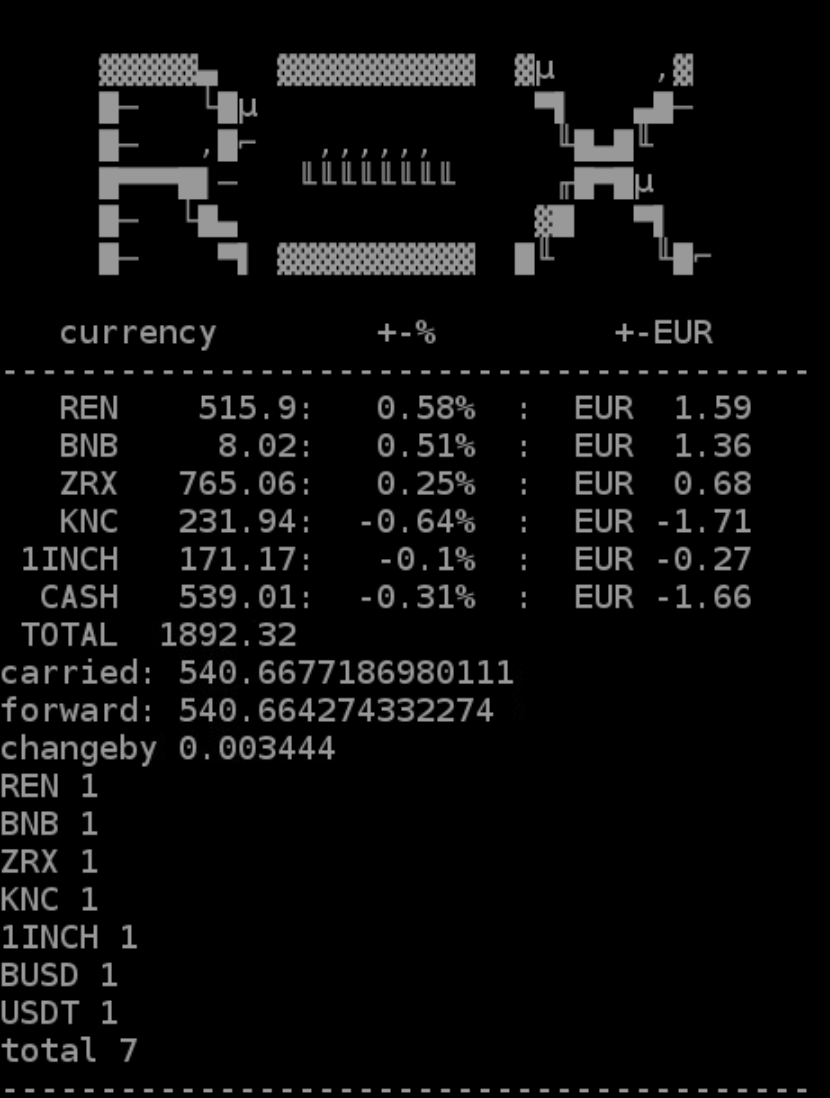 REX
currency +-% +-EUR
-----------------------------------------
REN 515.9: 0.58% : EUR 1.59
BNB 8.02: 0.51% : EUR 1.36
ZRX 765.06: 0.25% : EUR 0.68
KNC 231.94: -0.64% : EUR -1.71
1INCH 171.17: -0.1% : EUR -0.27
CASH 539.01: -0.31% : EUR -1.66
TOTAL 1892.32
carried: 540.6677186980111
forward: 540.664274332274
changeby 0.003444
REN 1
BNB 1
ZRX 1
KNC 1
1INCH 1
BUSD 1
USDT 1
total 7
-----------------------------------------